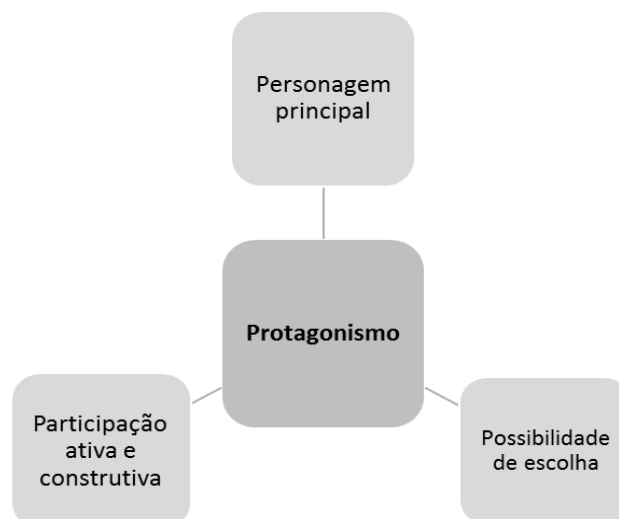 Personagem
principal
Protagonismo
Participação
ativa e
construtiva
Possibilidade
de escolha